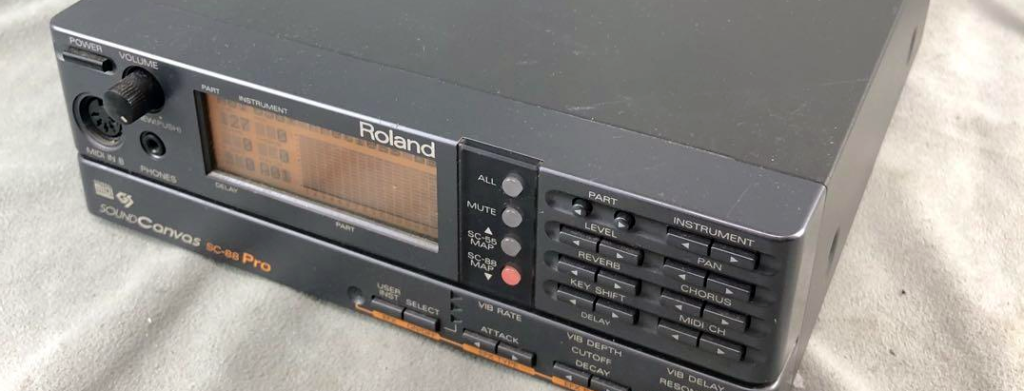 POWER
VOLUME
MIDI IN B
PHONES
PART
INSTRUMENT
Roland
DELAY
PART
SOUND Canvas SC-88 Pro
ALL
MUTE
SC-55
MAP
SC-88
MAP
PART
INSTRUMENT
LEVEL
PAN
REVERB
CHORUS
KEY SHIFT
MIDI CH
DELAY
USER
INST
SELECT
VIB RATE
VIB DEPTH
VIB DELAY
ATTACK
CUTOFF
DECAY